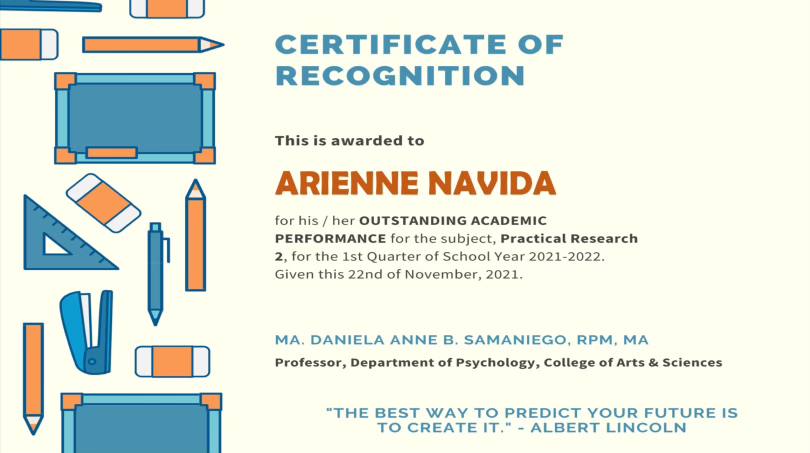 CERTIFICATE OF
RECOGNITION
This is awarded to
ARIENNE NAVIDA
for his / her OUTSTANDING ACADEMIC
PERFORMANCE for the subject, Practical Research
2, for the 1st Quarter of School Year 2021-2022.
Given this 22nd of November, 2021.
MA. DANIELA ANNE B. SAMANIEGO, RPM, MA
Professor, Department of Psychology, College of Arts & Sciences
"THE BEST WAY TO PREDICT YOUR FUTURE IS
TO CREATE IT." - ALBERT LINCOLN